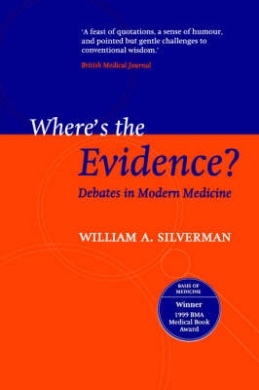 ‘A feast of quotations, a sense of humour,
and pointed but gentle challenges to
conventional wisdom.’
British Medical Journal
Where’s the
Evidence?
Debates in Modern Medicine
WILLIAM A. SILVERMAN
BASIS OF
MEDICINE
Winner
1999 BMA
Medical Book
Award